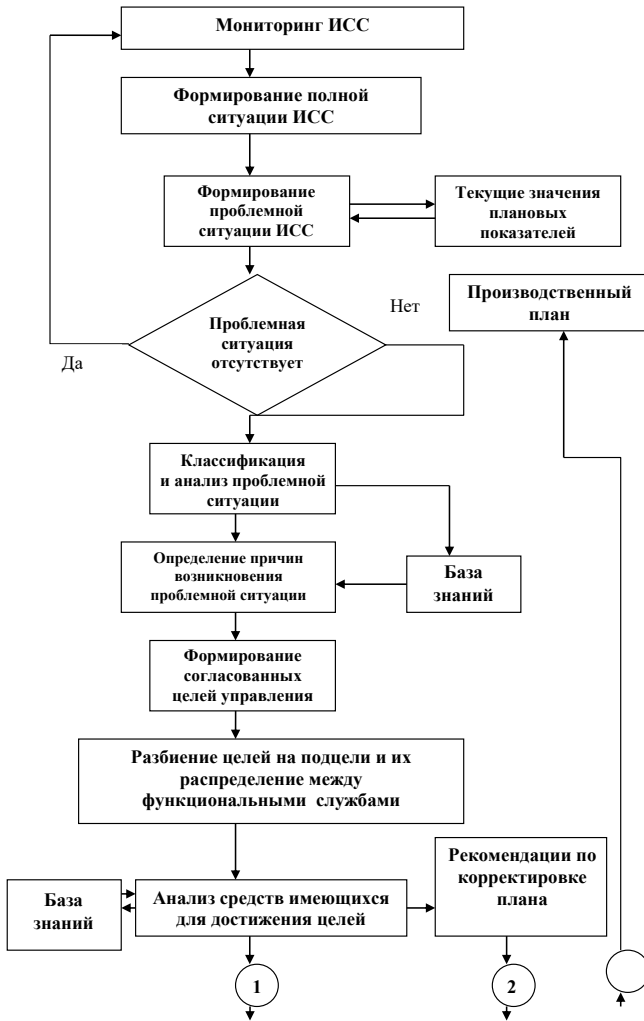 Мониторинг ИСС
Формирование полной
ситуации ИСС
Формирование
проблемной
ситуации ИСС
Текущие значения
плановых
показателей
Производственный
план
Нет
Проблемная
ситуация
отсутствует
Да
Классификация
и анализ проблемной
ситуации
Определение причин
возникновения
проблемной ситуации
База
знаний
Формирование
согласованных
целей управления
Разбиение целей на подцели и их
распределение между
функциональными службами
Рекомендации по
корректировке
плана
База
знаний
Анализ средств имеющихся
для достижения целей
1
2